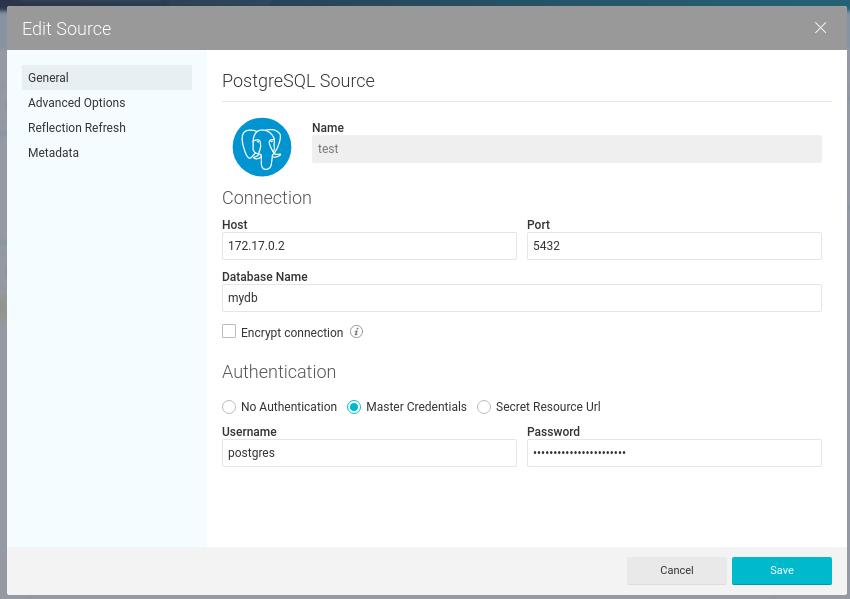 Edit Source
General
Advanced Options
Reflection Refresh
Metadata
PostgreSQL Source
Name
test
Connection
Host
Port
172.17.0.2
5432
Database Name
mydb
Encrypt connection
Authentication
No Authentication
Master Credentials
Secret Resource Url
Username
Password
postgres
•••••••••••••••••••••••
Cancel
Save